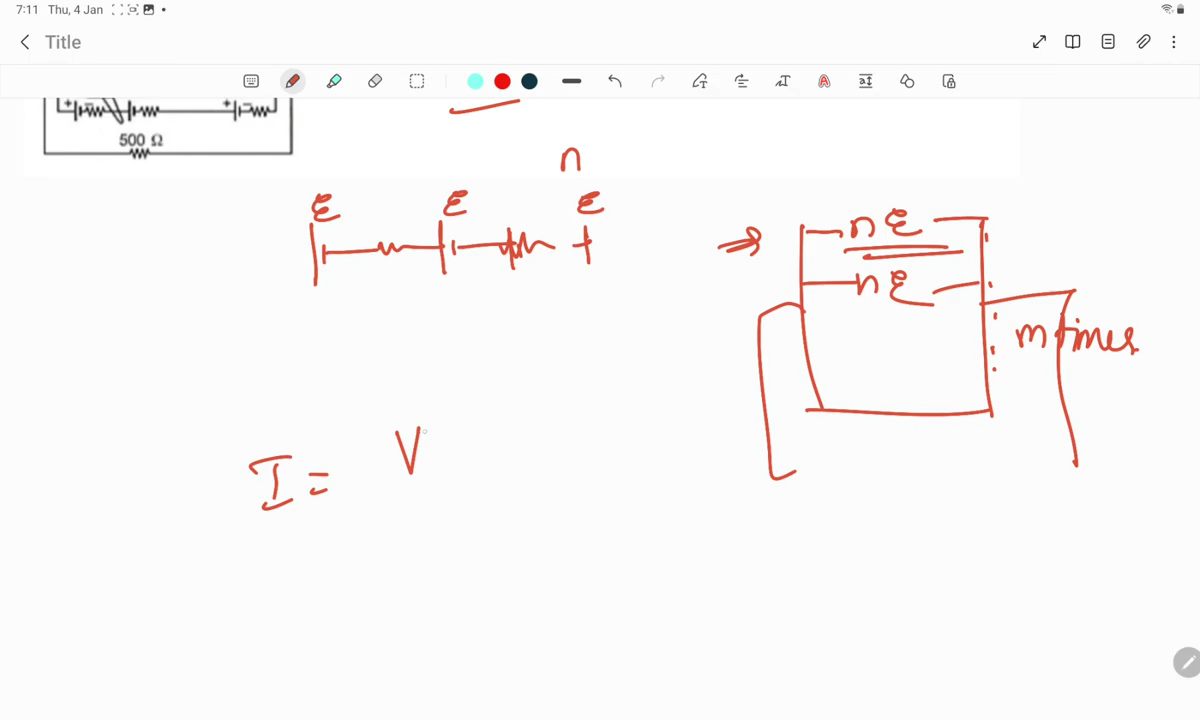 7:11 Thu, 4 Jan
Title
500 Ω
n
ℰ ℰ ℰ
nℰ
nℰ
m times
I = V